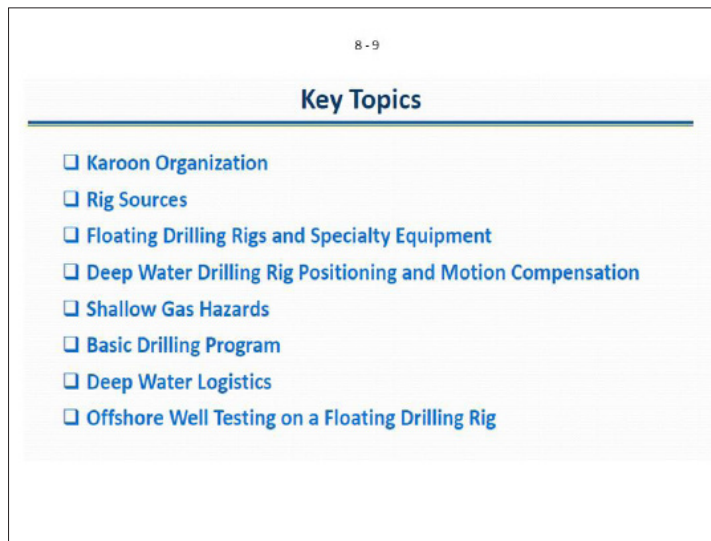 8-9
Key Topics
❑ Karoon Organization
❑ Rig Sources
❑ Floating Drilling Rigs and Specialty Equipment
❑ Deep Water Drilling Rig Positioning and Motion Compensation
❑ Shallow Gas Hazards
❑ Basic Drilling Program
❑ Deep Water Logistics
❑ Offshore Well Testing on a Floating Drilling Rig